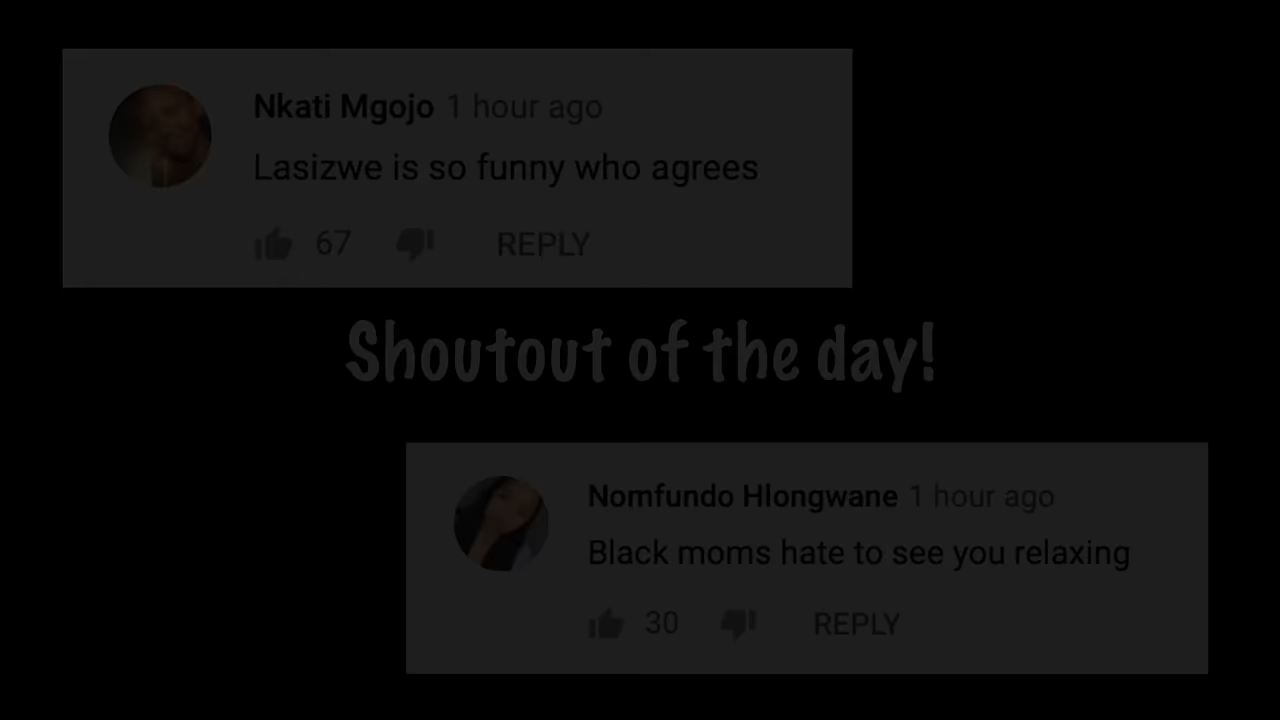 Nkati Mgojo 1 hour ago
Lasizwe is so funny who agrees
67 REPLY
Shoutout of the day!
Nomfundo Hlongwane 1 hour ago
Black moms hate to see you relaxing
30 REPLY